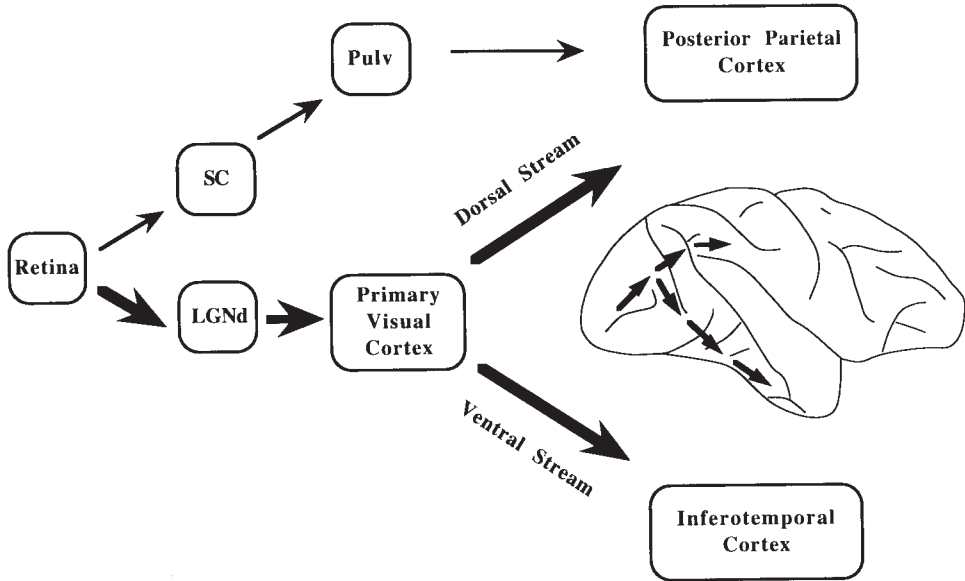 Posterior Parietal
Cortex
Pulv
SC
Dorsal Stream
Retina
LGNd
Primary
Visual
Cortex
Ventral Stream
Inferotemporal
Cortex